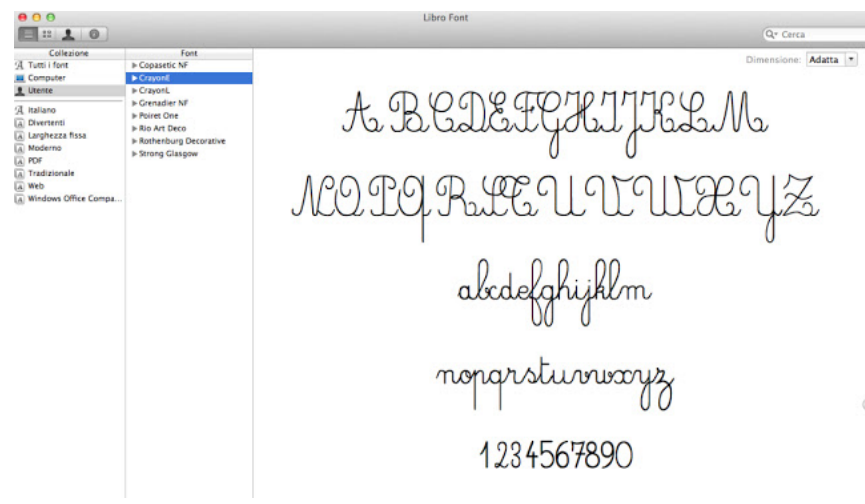 Libro Font
Cerca
Collezione
Tutti i font
Computer
Utente
Italiano
Divertenti
Larghezza fissa
Moderno
PDF
Tradizionale
Web
Windows Office Compa...
Font
Copasetic NF
CrayonE
CrayonL
Grenadier NF
Poiret One
Rio Art Deco
Rothenburg Decorative
Strong Glasgow
Dimensione: Adatta
ABCDEFGHIJKLM
NOPQRSTUVWXYZ
abcdefghijklm
nopqrstuvwxyz
1234567890